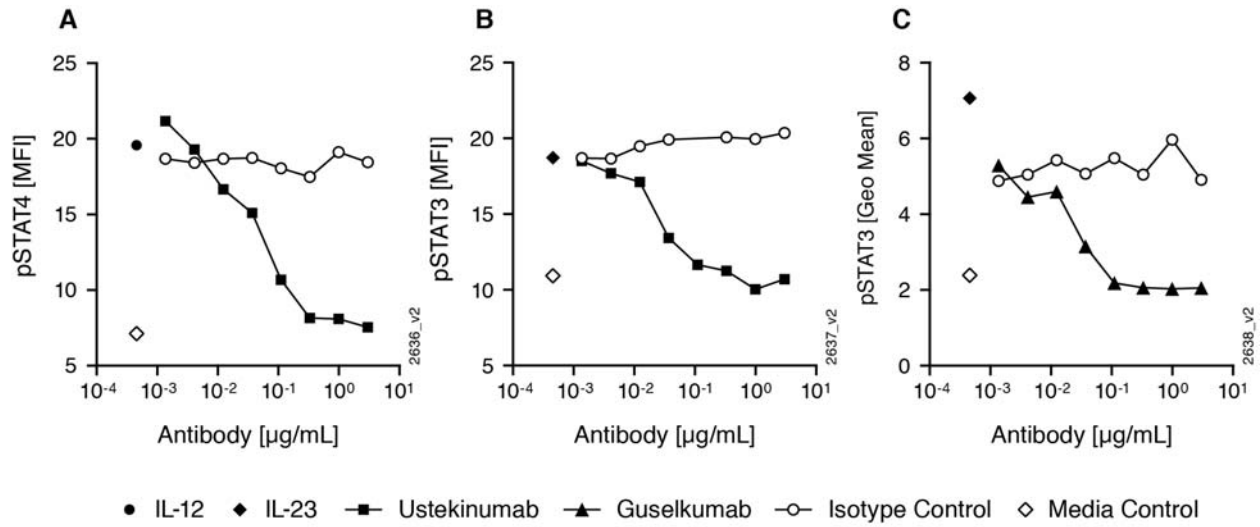 A
pSTAT4 [MFI]
25
20
15
10
5
10⁻⁴ 10⁻³ 10⁻² 10⁻¹ 10⁰ 10¹
Antibody [µg/mL]
2636_v2
B
pSTAT3 [MFI]
25
20
15
10
5
10⁻⁴ 10⁻³ 10⁻² 10⁻¹ 10⁰ 10¹
Antibody [µg/mL]
2637_v2
C
pSTAT3 [Geo Mean]
8
6
4
2
0
10⁻⁴ 10⁻³ 10⁻² 10⁻¹ 10⁰ 10¹
Antibody [µg/mL]
2638_v2
IL-12 IL-23 Ustekinumab Guselkumab Isotype Control Media Control